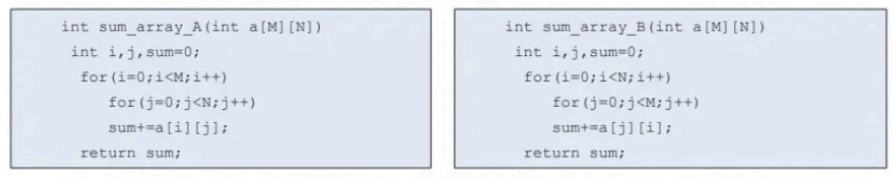 int sum_array_A(int a[M][N])
int i,j,sum=0;
for(i=0;i<M;i++)
for(j=0;j<N;j++)
sum+=a[i][j];
return sum;
int sum_array_B(int a[M][N])
int i,j,sum=0;
for(i=0;i<N;i++)
for(j=0;j<M;j++)
sum+=a[j][i];
return sum;